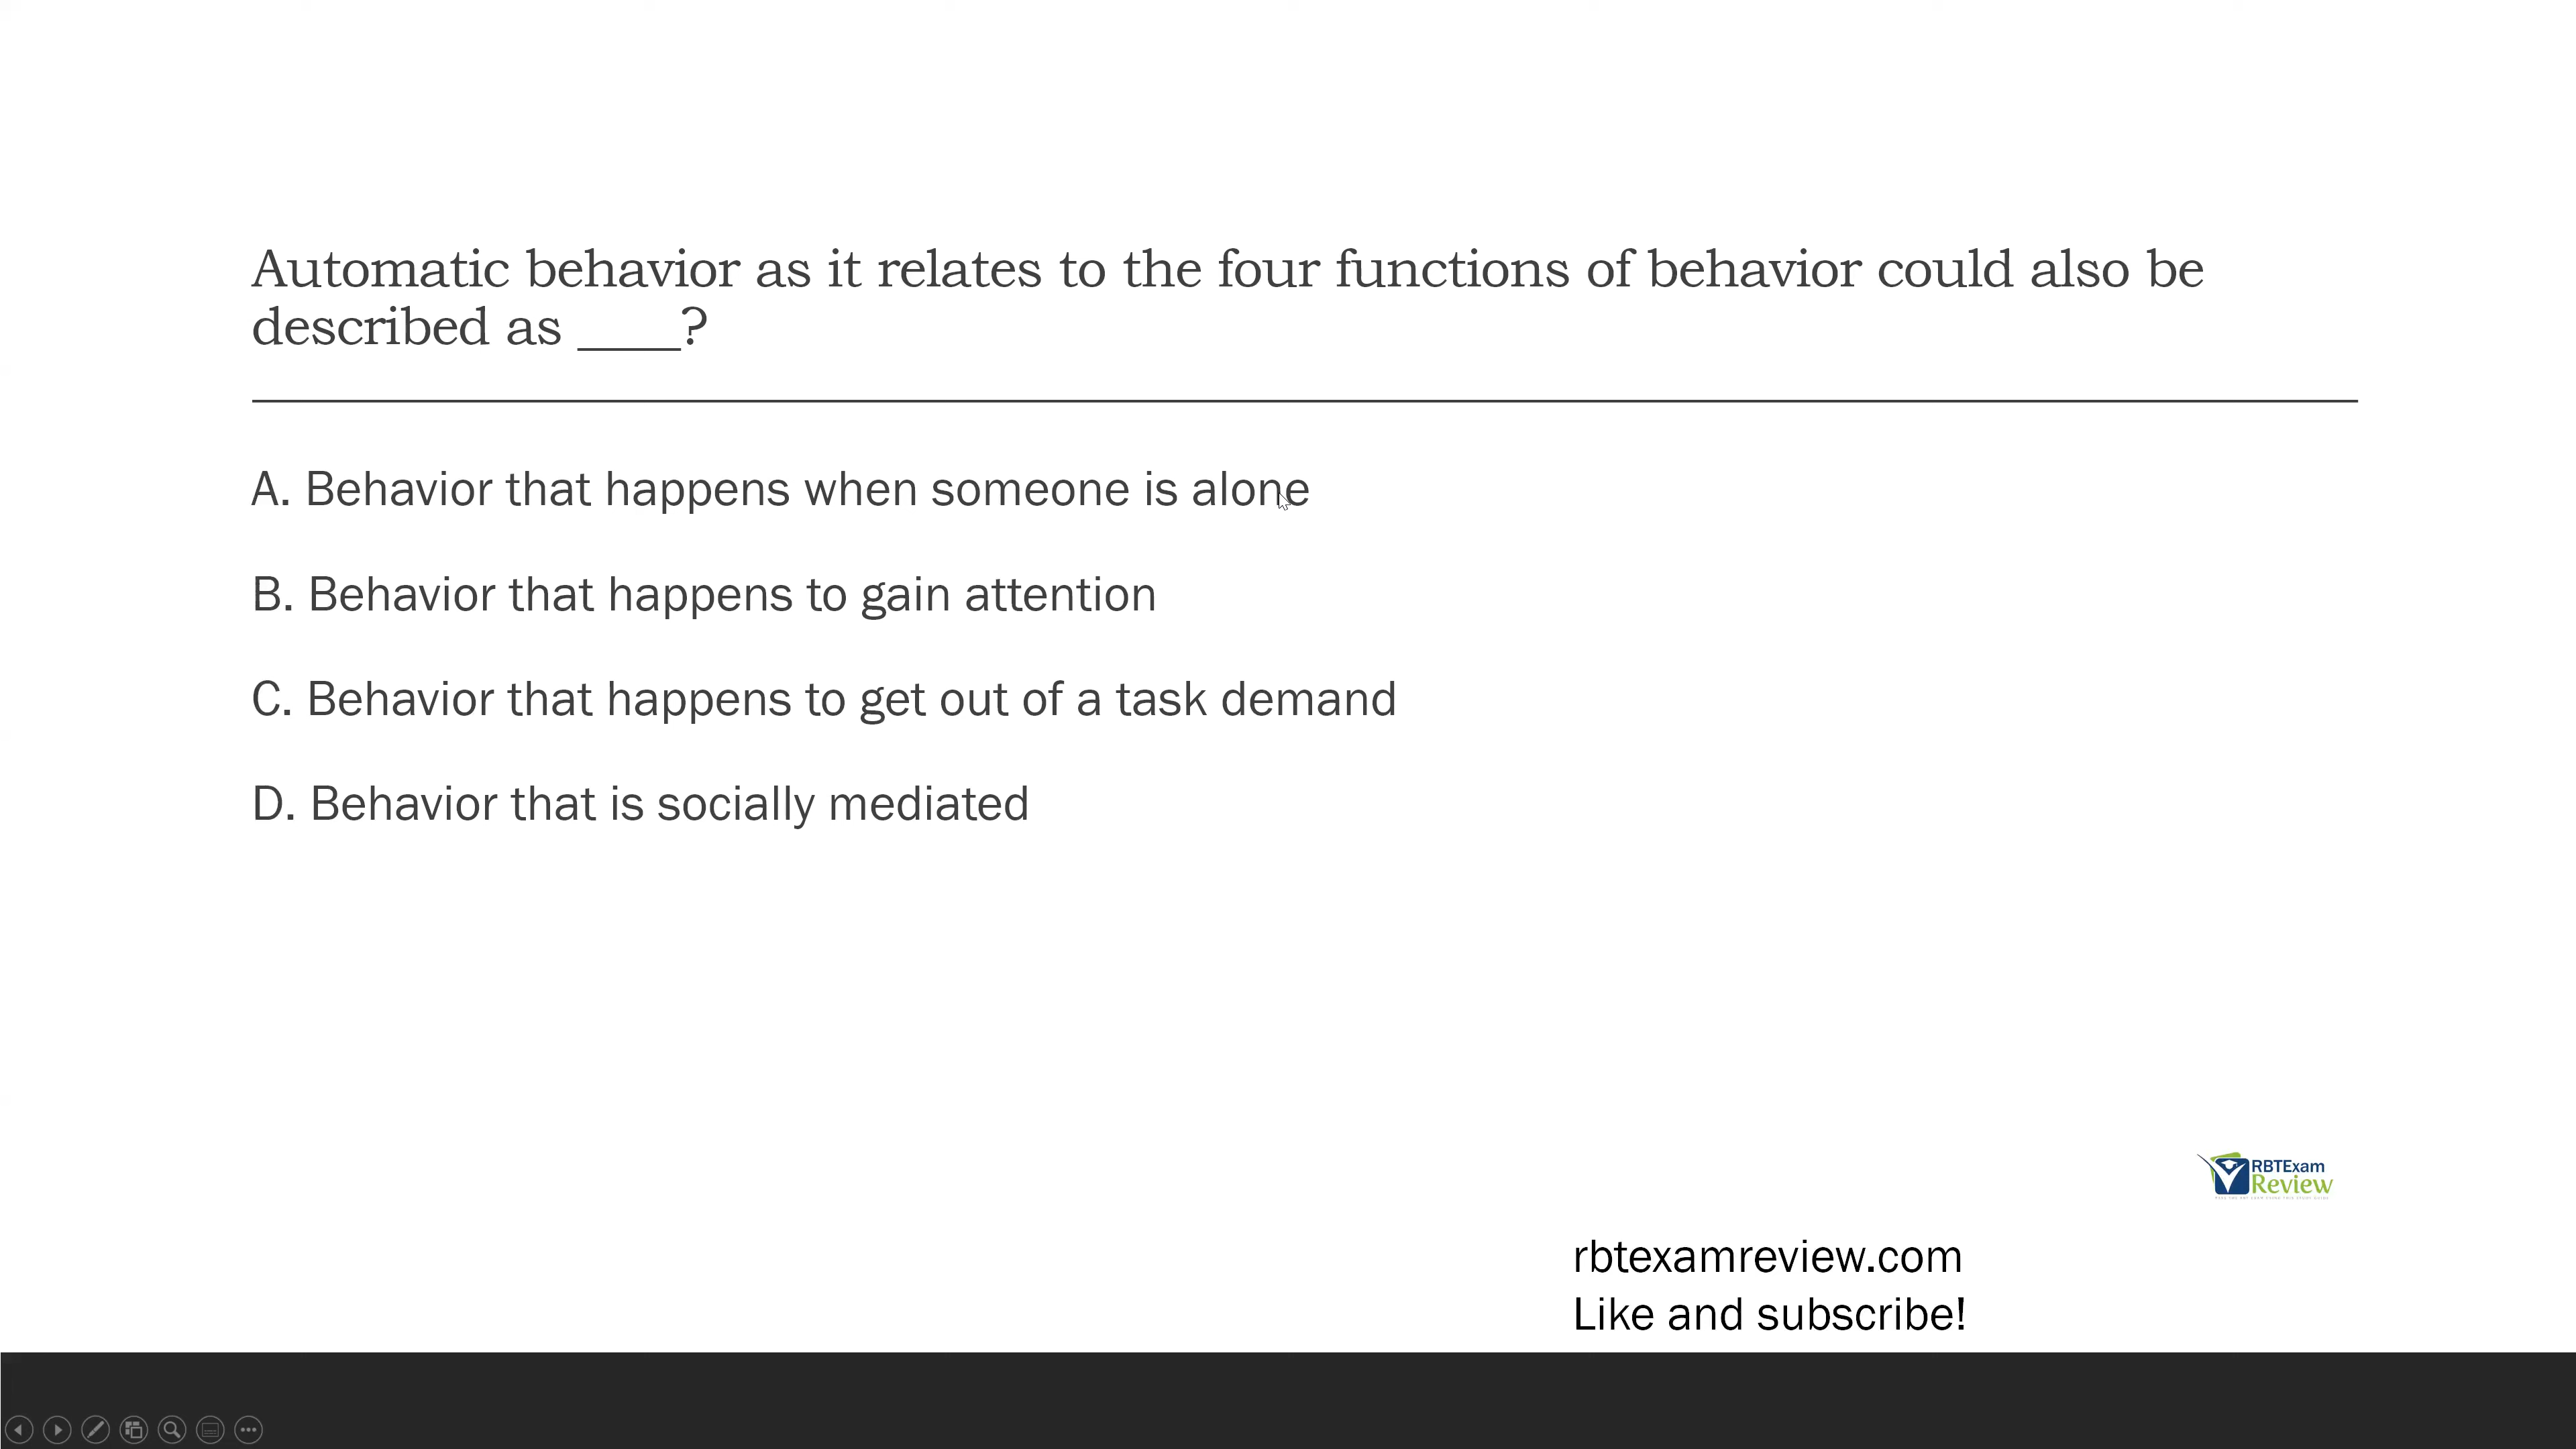 Automatic behavior as it relates to the four functions of behavior could also be
described as ____?
A. Behavior that happens when someone is alone
B. Behavior that happens to gain attention
C. Behavior that happens to get out of a task demand
D. Behavior that is socially mediated
RBTExam
Review
rbtexamreview.com
Like and subscribe!